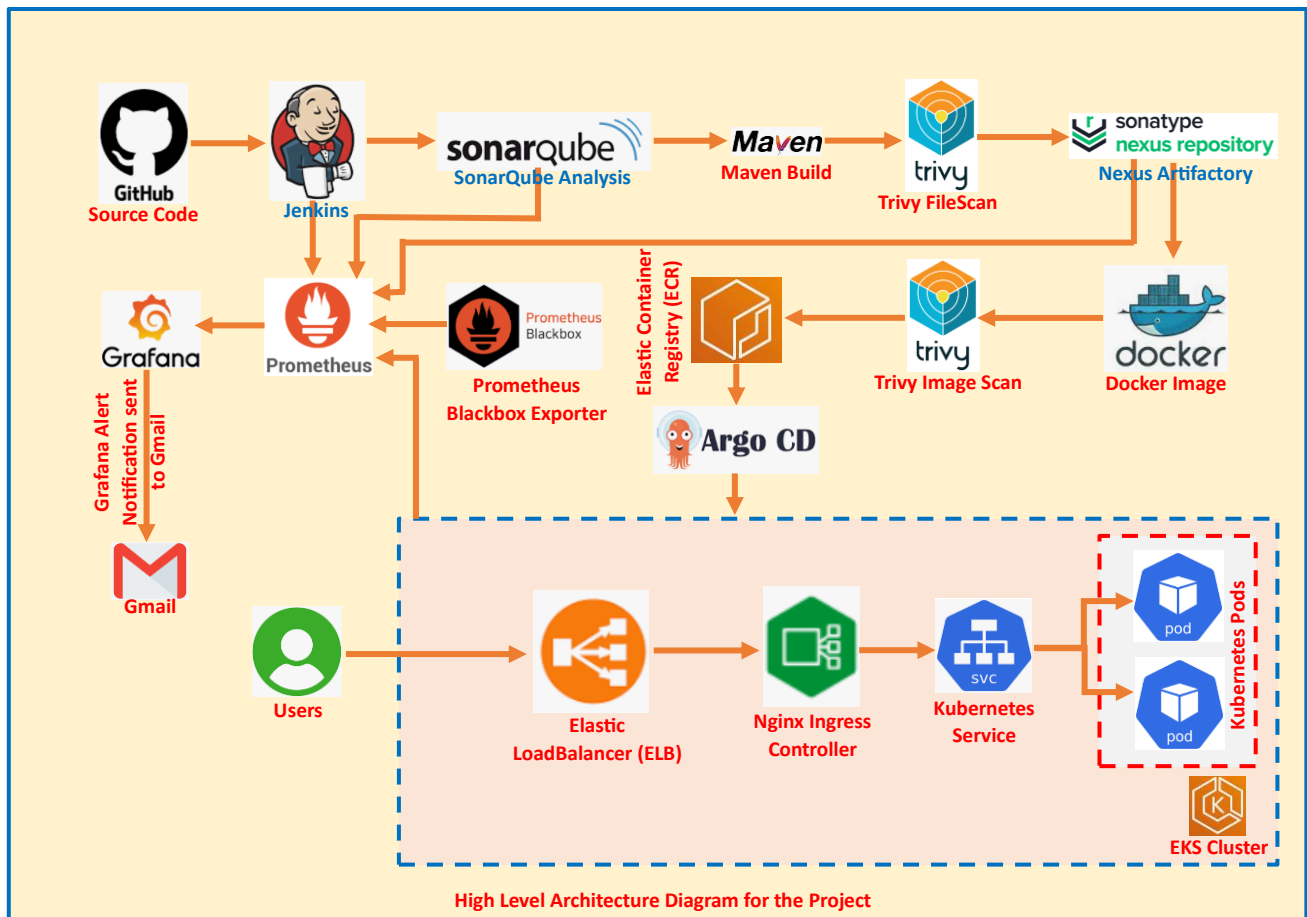 GitHub
Source Code
Jenkins
sonarqube
SonarQube Analysis
Maven
Maven Build
trivy
Trivy FileScan
sonatype
nexus repository
Nexus Artifactory
Grafana
Prometheus
Prometheus
Blackbox
Prometheus
Blackbox Exporter
Elastic Container
Registry (ECR)
trivy
Trivy Image Scan
docker
Docker Image
Argo CD
Grafana Alert
Notification sent
to Gmail
Gmail
Users
Elastic
LoadBalancer (ELB)
Nginx Ingress
Controller
svc
Kubernetes
Service
pod
pod
Kubernetes Pods
K
EKS Cluster
High Level Architecture Diagram for the Project